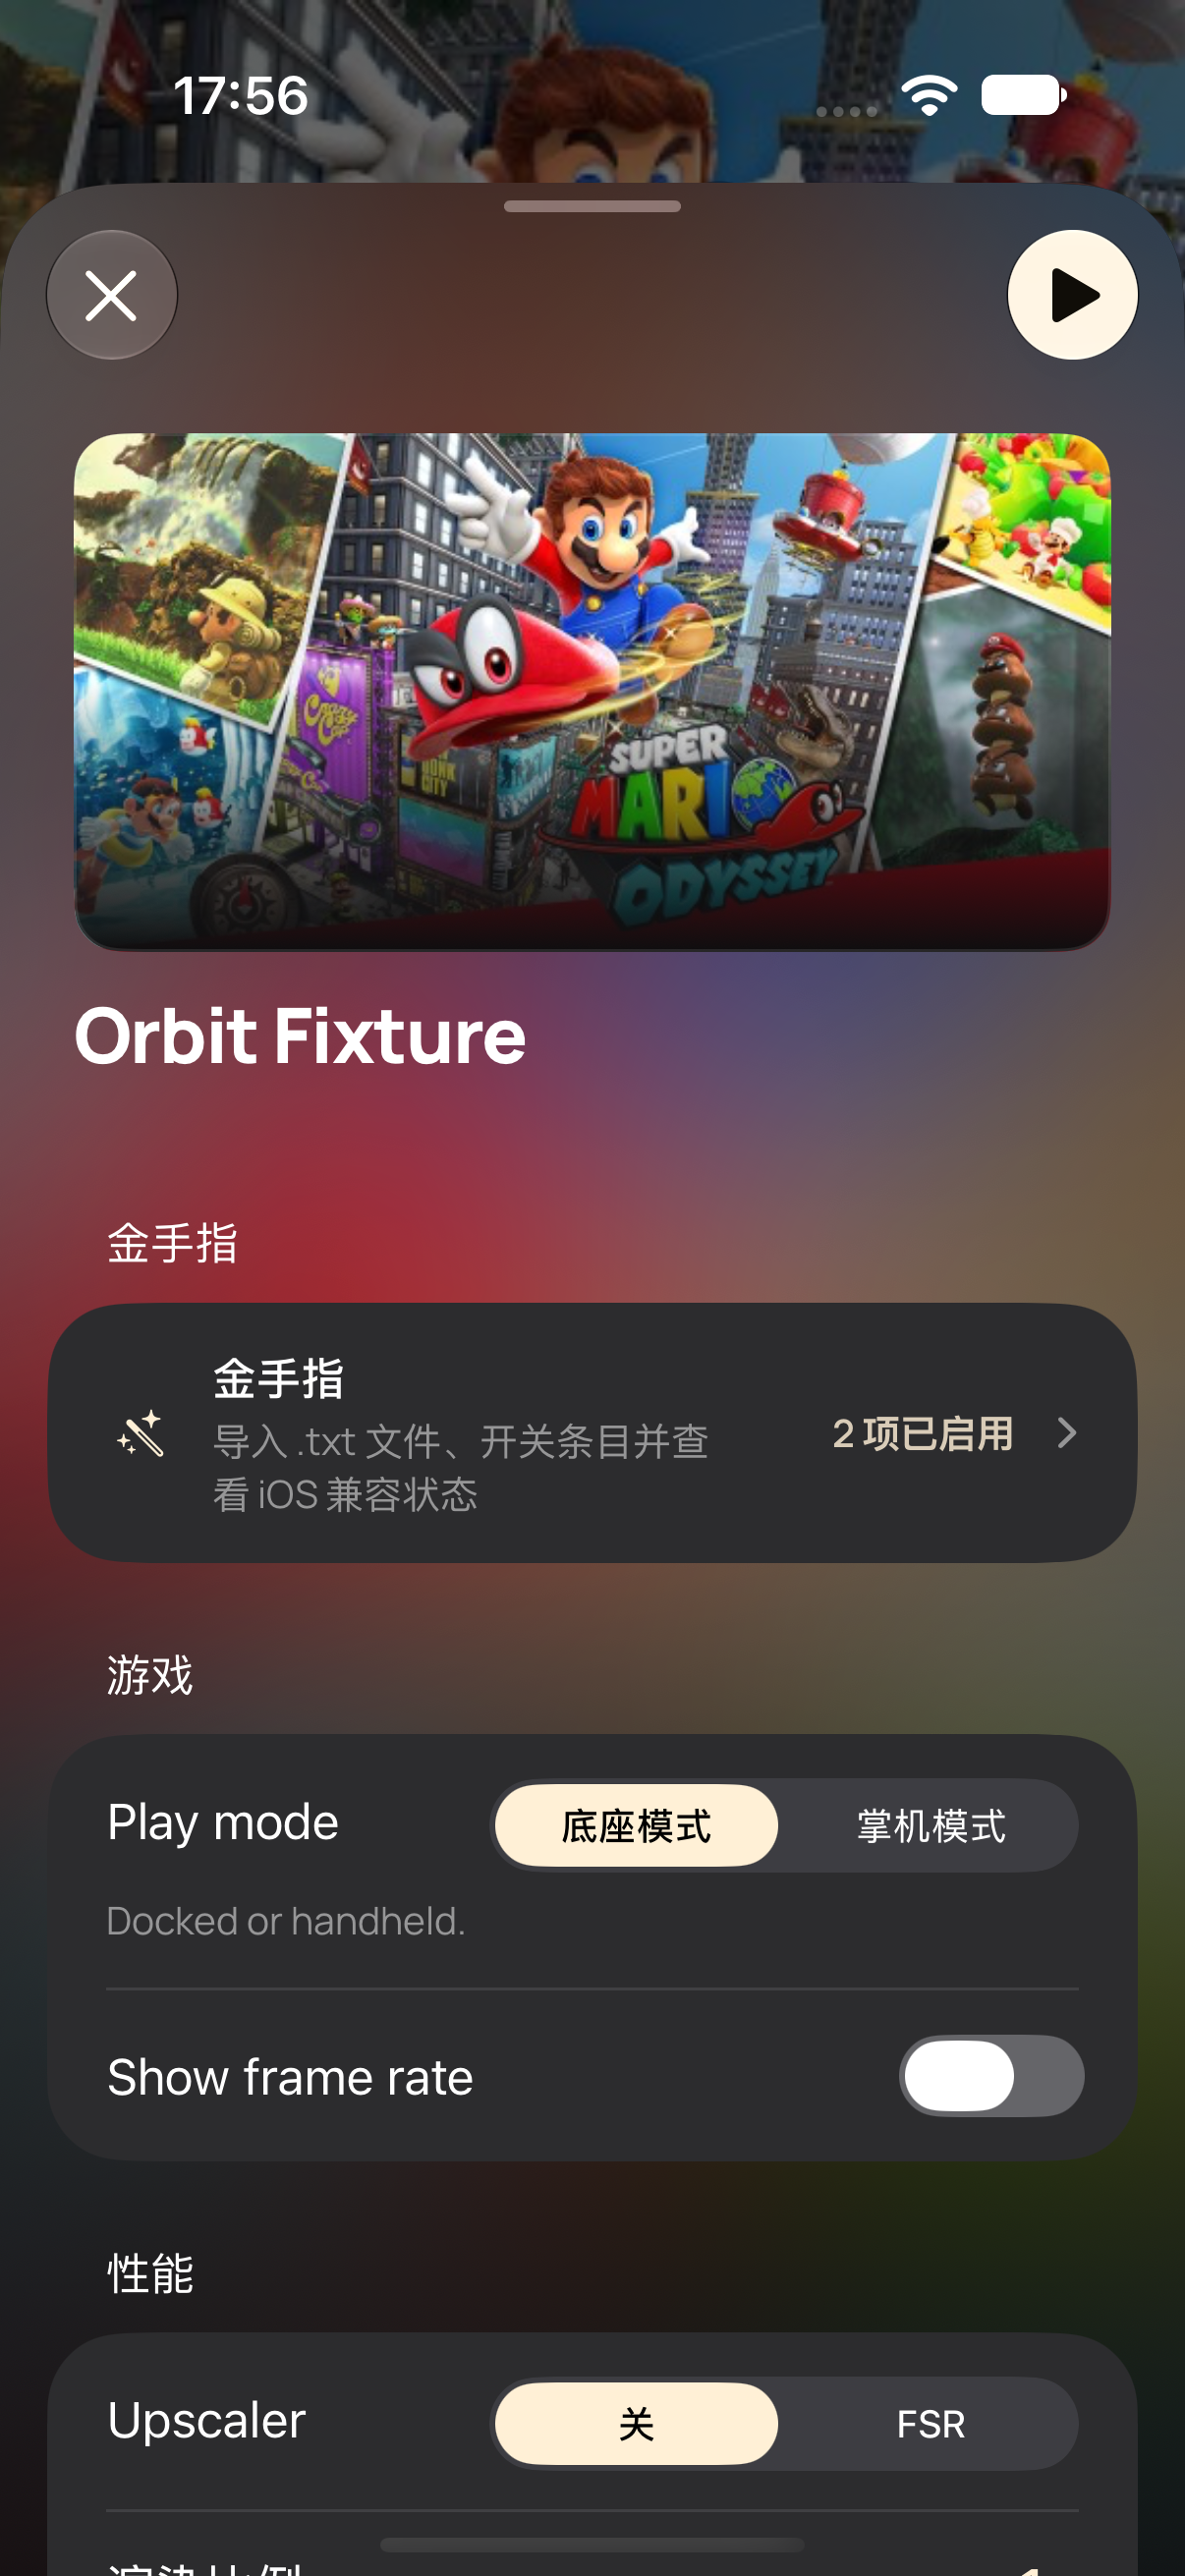 17:56
CRAZY
CAP
SUPER
MARIO
ODYSSEY
Orbit Fixture
金手指
金手指
导入 .txt 文件、开关条目并查
看 iOS 兼容状态
2 项已启用
游戏
Play mode
底座模式
掌机模式
Docked or handheld.
Show frame rate
性能
Upscaler
关
FSR